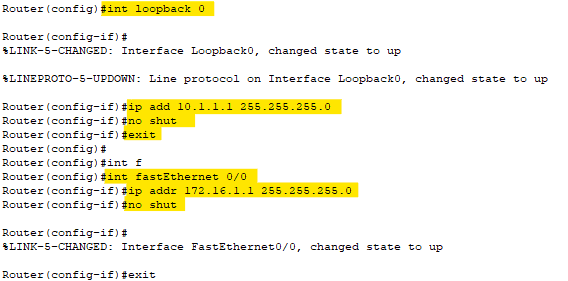 Router(config)#int loopback 0
Router(config-if)#
%LINK-5-CHANGED: Interface Loopback0, changed state to up
%LINEPROTO-5-UPDOWN: Line protocol on Interface Loopback0, changed state to up
Router(config-if)#ip add 10.1.1.1 255.255.255.0
Router(config-if)#no shut
Router(config-if)#exit
Router(config)#
Router(config)#int f
Router(config)#int fastEthernet 0/0
Router(config-if)#ip addr 172.16.1.1 255.255.255.0
Router(config-if)#no shut
Router(config-if)#
%LINK-5-CHANGED: Interface FastEthernet0/0, changed state to up
Router(config-if)#exit